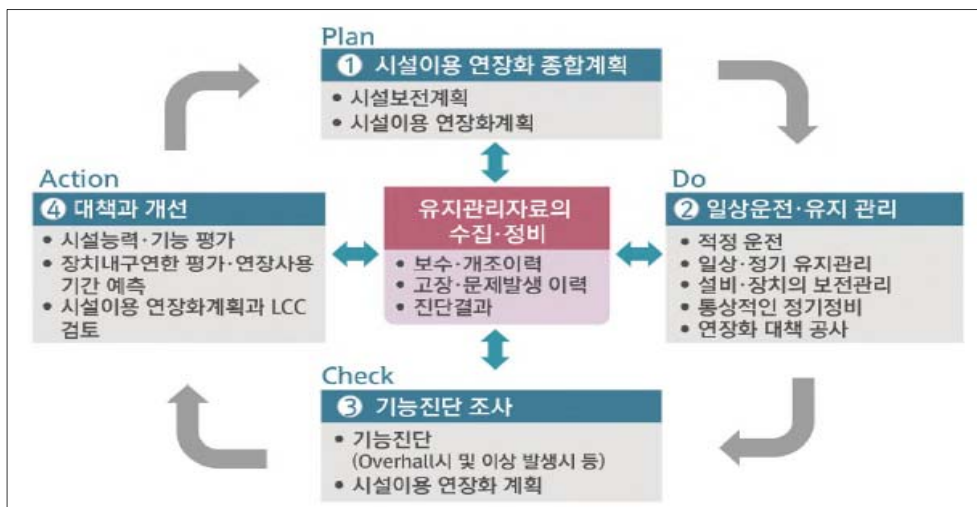 Plan
① 시설이용 연장화 종합계획
• 시설보전계획
• 시설이용 연장화계획
Action
④ 대책과 개선
• 시설능력·기능 평가
• 장치내구연한 평가·연장사용
기간 예측
• 시설이용 연장화계획과 LCC
검토
유지관리자료의
수집·정비
• 보수·개조이력
• 고장·문제발생 이력
• 진단결과
Do
② 일상운전·유지 관리
• 적정 운전
• 일상·정기 유지관리
• 설비·장치의 보전관리
• 통상적인 정기정비
• 연장화 대책 공사
Check
③ 기능진단 조사
• 기능진단
(Overhall시 및 이상 발생시 등)
• 시설이용 연장화 계획